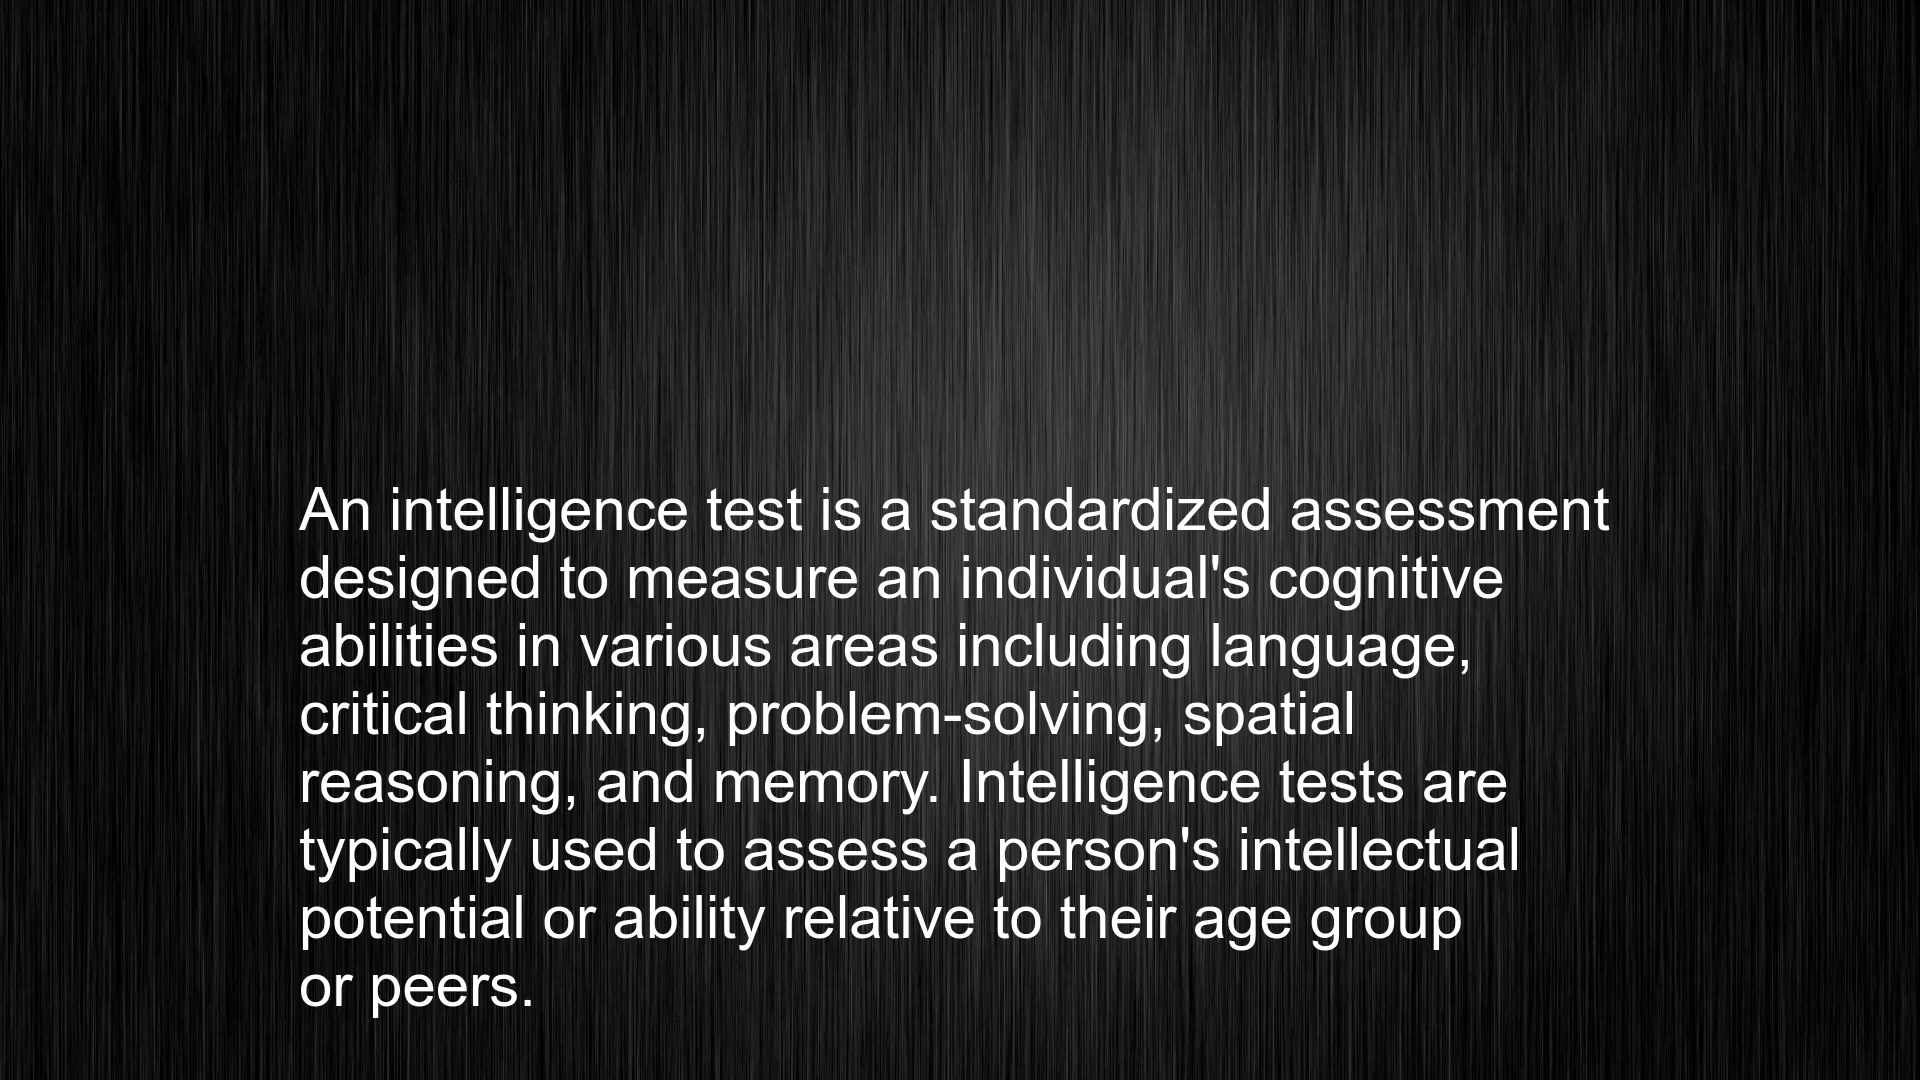 An intelligence test is a standardized assessment
designed to measure an individual's cognitive
abilities in various areas including language,
critical thinking, problem-solving, spatial
reasoning, and memory. Intelligence tests are
typically used to assess a person's intellectual
potential or ability relative to their age group
or peers.